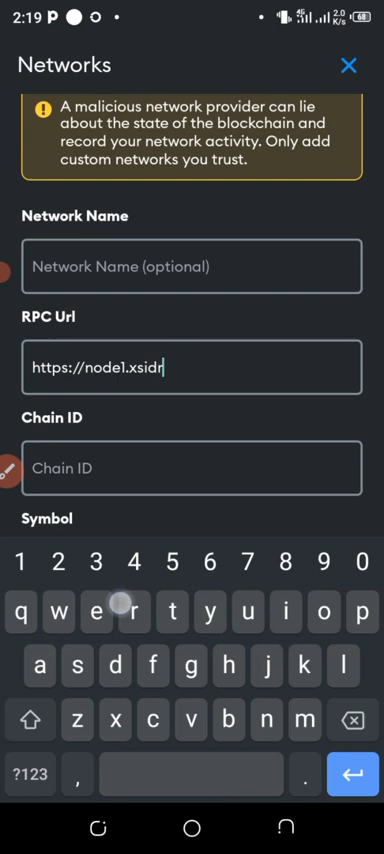 2:19
4G 2.0 K/s 68
Networks
A malicious network provider can lie
about the state of the blockchain and
record your network activity. Only add
custom networks you trust.
Network Name
Network Name (optional)
RPC Url
https://node1.xsidr
Chain ID
Chain ID
Symbol
1 2 3 4 5 6 7 8 9 0
q w e r t y u i o p
a s d f g h j k l
z x c v b n m
?123 , .